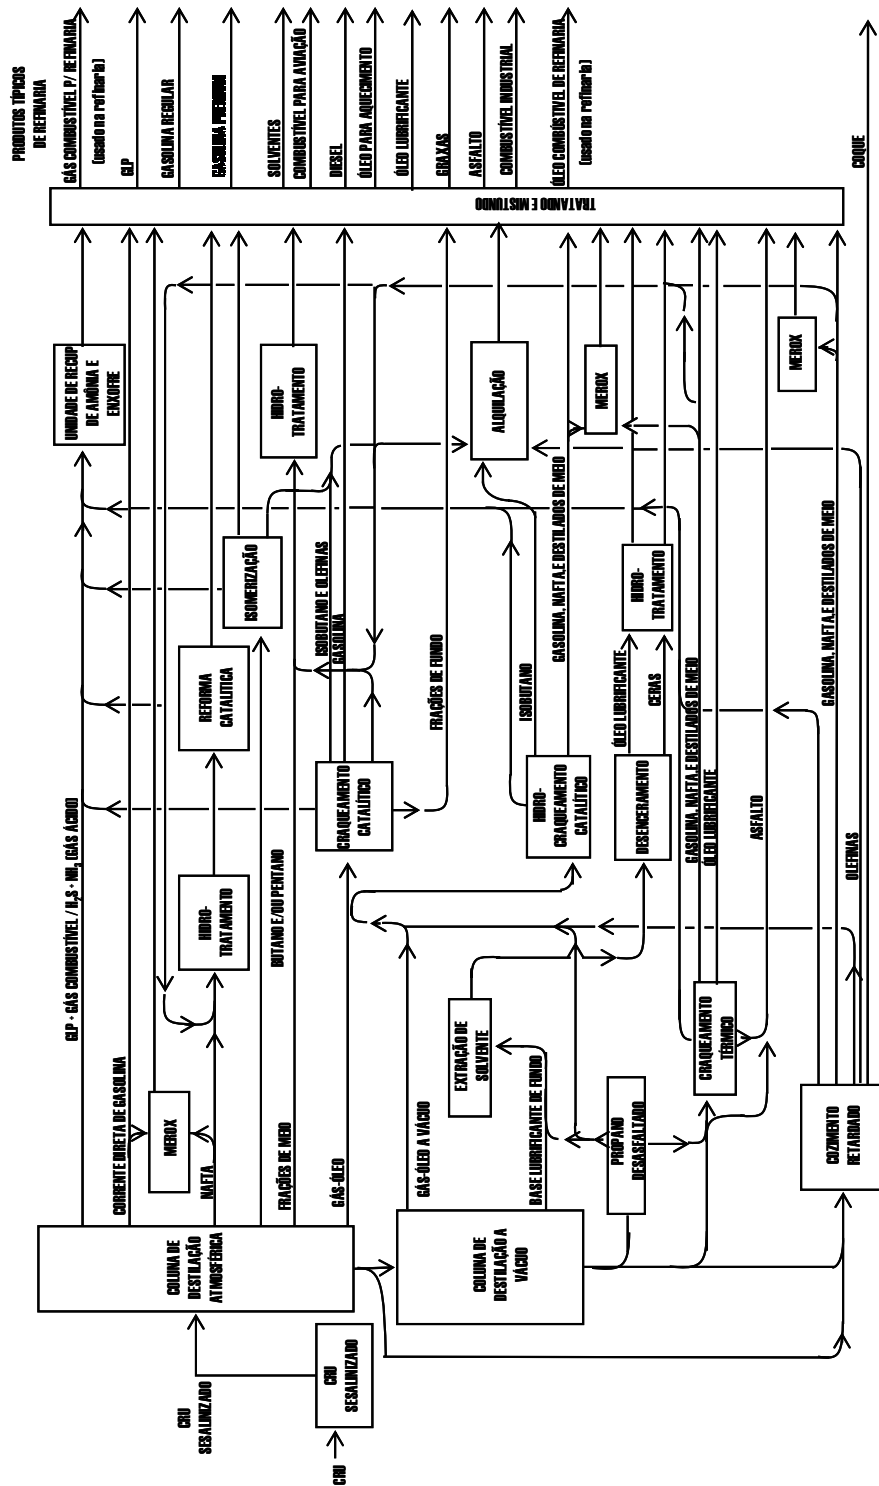 PRODUTOS TÍPICOS
DE REFINARIA
GÁS COMBUSTÍVEL P/ REFINARIA
(usado na refinaria)
GLP
GASOLINA REGULAR
GASOLINA PREMIUM
SOLVENTES
COMBUSTÍVEL PARA AVIAÇÃO
DIESEL
ÓLEO PARA AQUECIMENTO
ÓLEO LUBRIFICANTE
GRAXAS
ASFALTO
COMBUSTÍVEL INDUSTRIAL
ÓLEO COMBÚSTIVEL DE REFINARIA
(usado na refinaria)
COQUE
TRATANDO E MISTUNDO
UNIDADE DE RECUP
DE AMÔNIA E
ENXOFRE
HIDRO-
TRATAMENTO
ALQUILAÇÃO
MEROX
MEROX
ISOMERIZAÇÃO
HIDRO-
TRATAMENTO
REFORMA
CATALITICA
ISOBUTANO E OLEFINAS
GASOLINA
FRAÇÕES DE FUNDO
ISOBUTANO
GASOLINA, NAFTA,E DESTILADOS DE MEIO
ÓLEO LUBRIFICANTE
CERAS
GASOLINA, NAFTA,E DESTILADOS DE MEIO
ÓLEO LUBRIFICANTE
GASOLINA, NAFTA,E DESTILADOS DE MEIO
CRAQUEAMENTO
CATALÍTICO
HIDRO-
CRAQUEAMENTO
CATALÍTICO
DESENCERAMENTO
ASFALTO
OLEFINAS
GLP + GÁS COMBUSTÍVEL / H2S + NH3 (GÁS ÁCIDO)
HIDRO-
TRATAMENTO
BUTANO E/OU PENTANO
CORRENTE DIRETA DE GASOLINA
MEROX
NAFTA
FRAÇÕES DE MEIO
GÁS-ÓLEO
GÁS-ÓLEO A VÁCUO
EXTRAÇÃO DE
SOLVENTE
BASE LUBRIFICANTE DE FUNDO
PROPANO
DESASFALTADO
CRAQUEAMENTO
TÉRMICO
COZIMENTO
RETARDADO
COLUNA DE
DESTILAÇÃO
ATMOSFÉRICA
COLUNA DE
DESTILAÇÃO A
VÁCUO
CRU
SESALINIZADO
CRU
SESALINIZADO
CRU